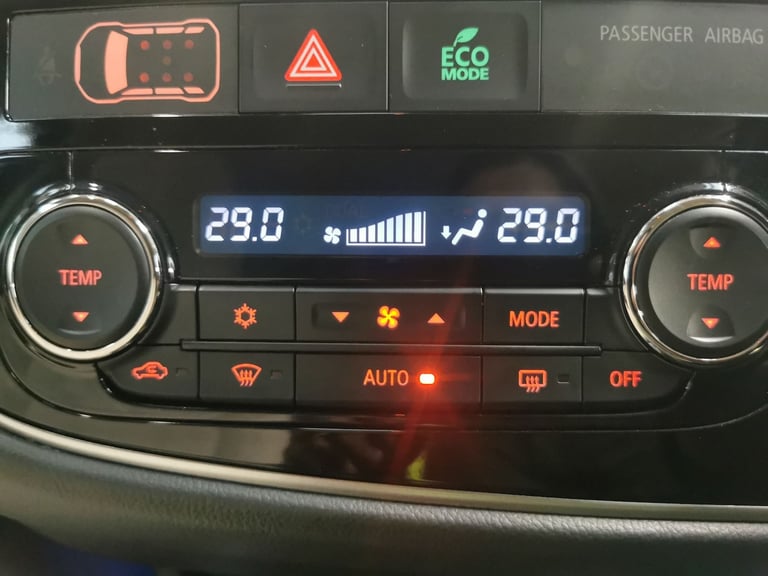 ECO
MODE
PASSENGER AIRBAG
29.0
29.0
TEMP
TEMP
MODE
AUTO
OFF